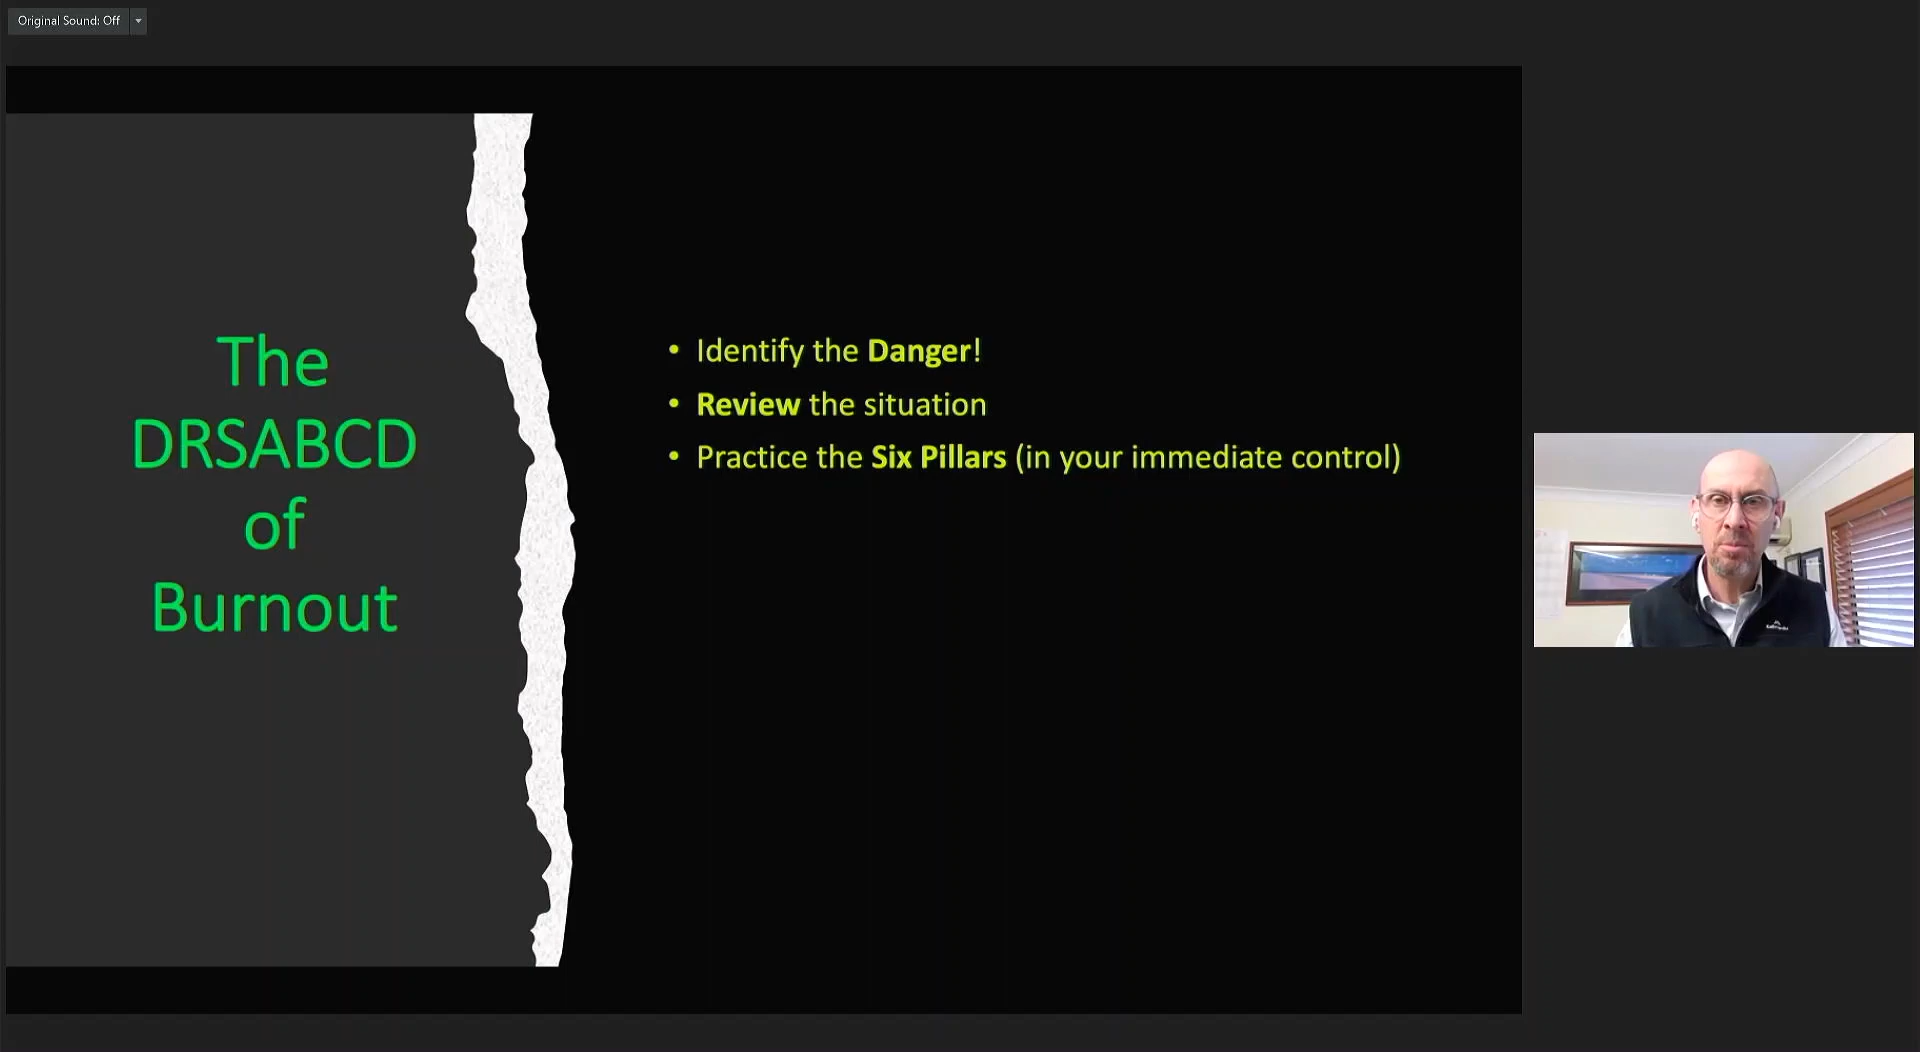 Original Sound: Off
The
DRSABCD
of
Burnout
• Identify the Danger!
• Review the situation
• Practice the Six Pillars (in your immediate control)